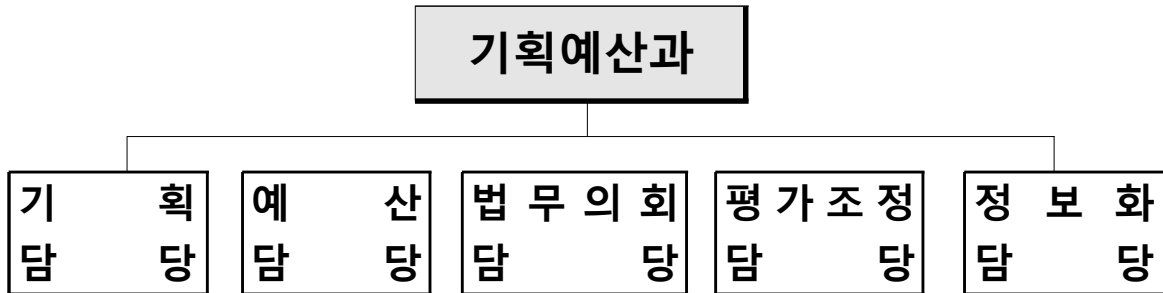 기획예산과
기 획
담 당
예 산
담 당
법 무 의 회
담 당
평 가 조 정
담 당
정 보 화
담 당